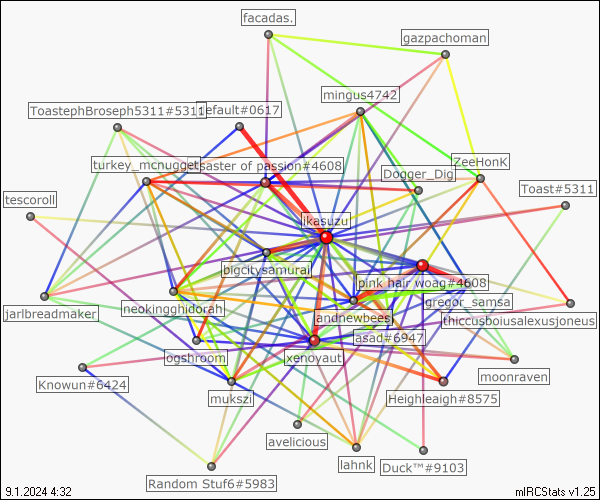 facadas.
gazpachoman
mingus4742
ToastephBroseph5311#5311
efault#0617
turkey_mcnugget
saster of passion#4608
ZeeHonK
Dogger_Dig
Toast#5311
tescoroll
ikasuzu
bigcitysamurai
pink hair woag#4608
gregor_samsa
jarlbreadmaker
neokingghidorah
andnewbees
thiccusboiusalexusjoneus
asad#6947
ogshroom
xenoyaut
moonraven
Knowun#6424
mukszi
Heighleaigh#8575
avelicious
lahnk
Duck™#9103
Random Stuf6#5983
9.1.2024 4:32
mIRCStats v1.25